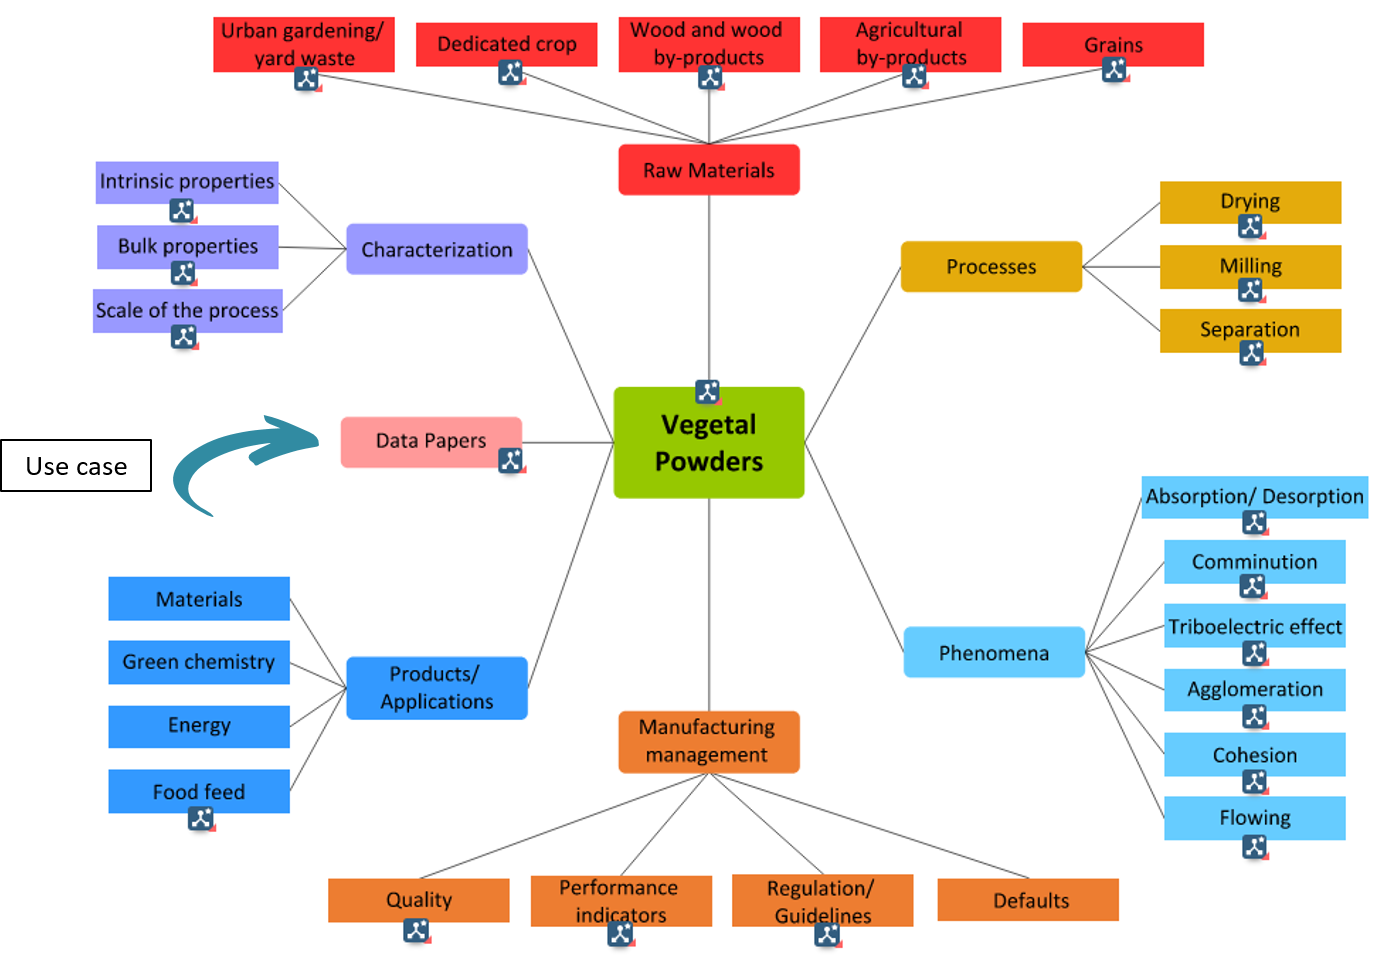 Urban gardening/
yard waste
Dedicated crop
Wood and wood
by-products
Agricultural
by-products
Grains
Raw Materials
Intrinsic properties
Bulk properties
Scale of the process
Characterization
Processes
Drying
Milling
Separation
Vegetal
Powders
Data Papers
Use case
Absorption/ Desorption
Comminution
Triboelectric effect
Agglomeration
Cohesion
Flowing
Phenomena
Materials
Green chemistry
Energy
Food feed
Products/
Applications
Manufacturing
management
Quality
Performance
indicators
Regulation/
Guidelines
Defaults